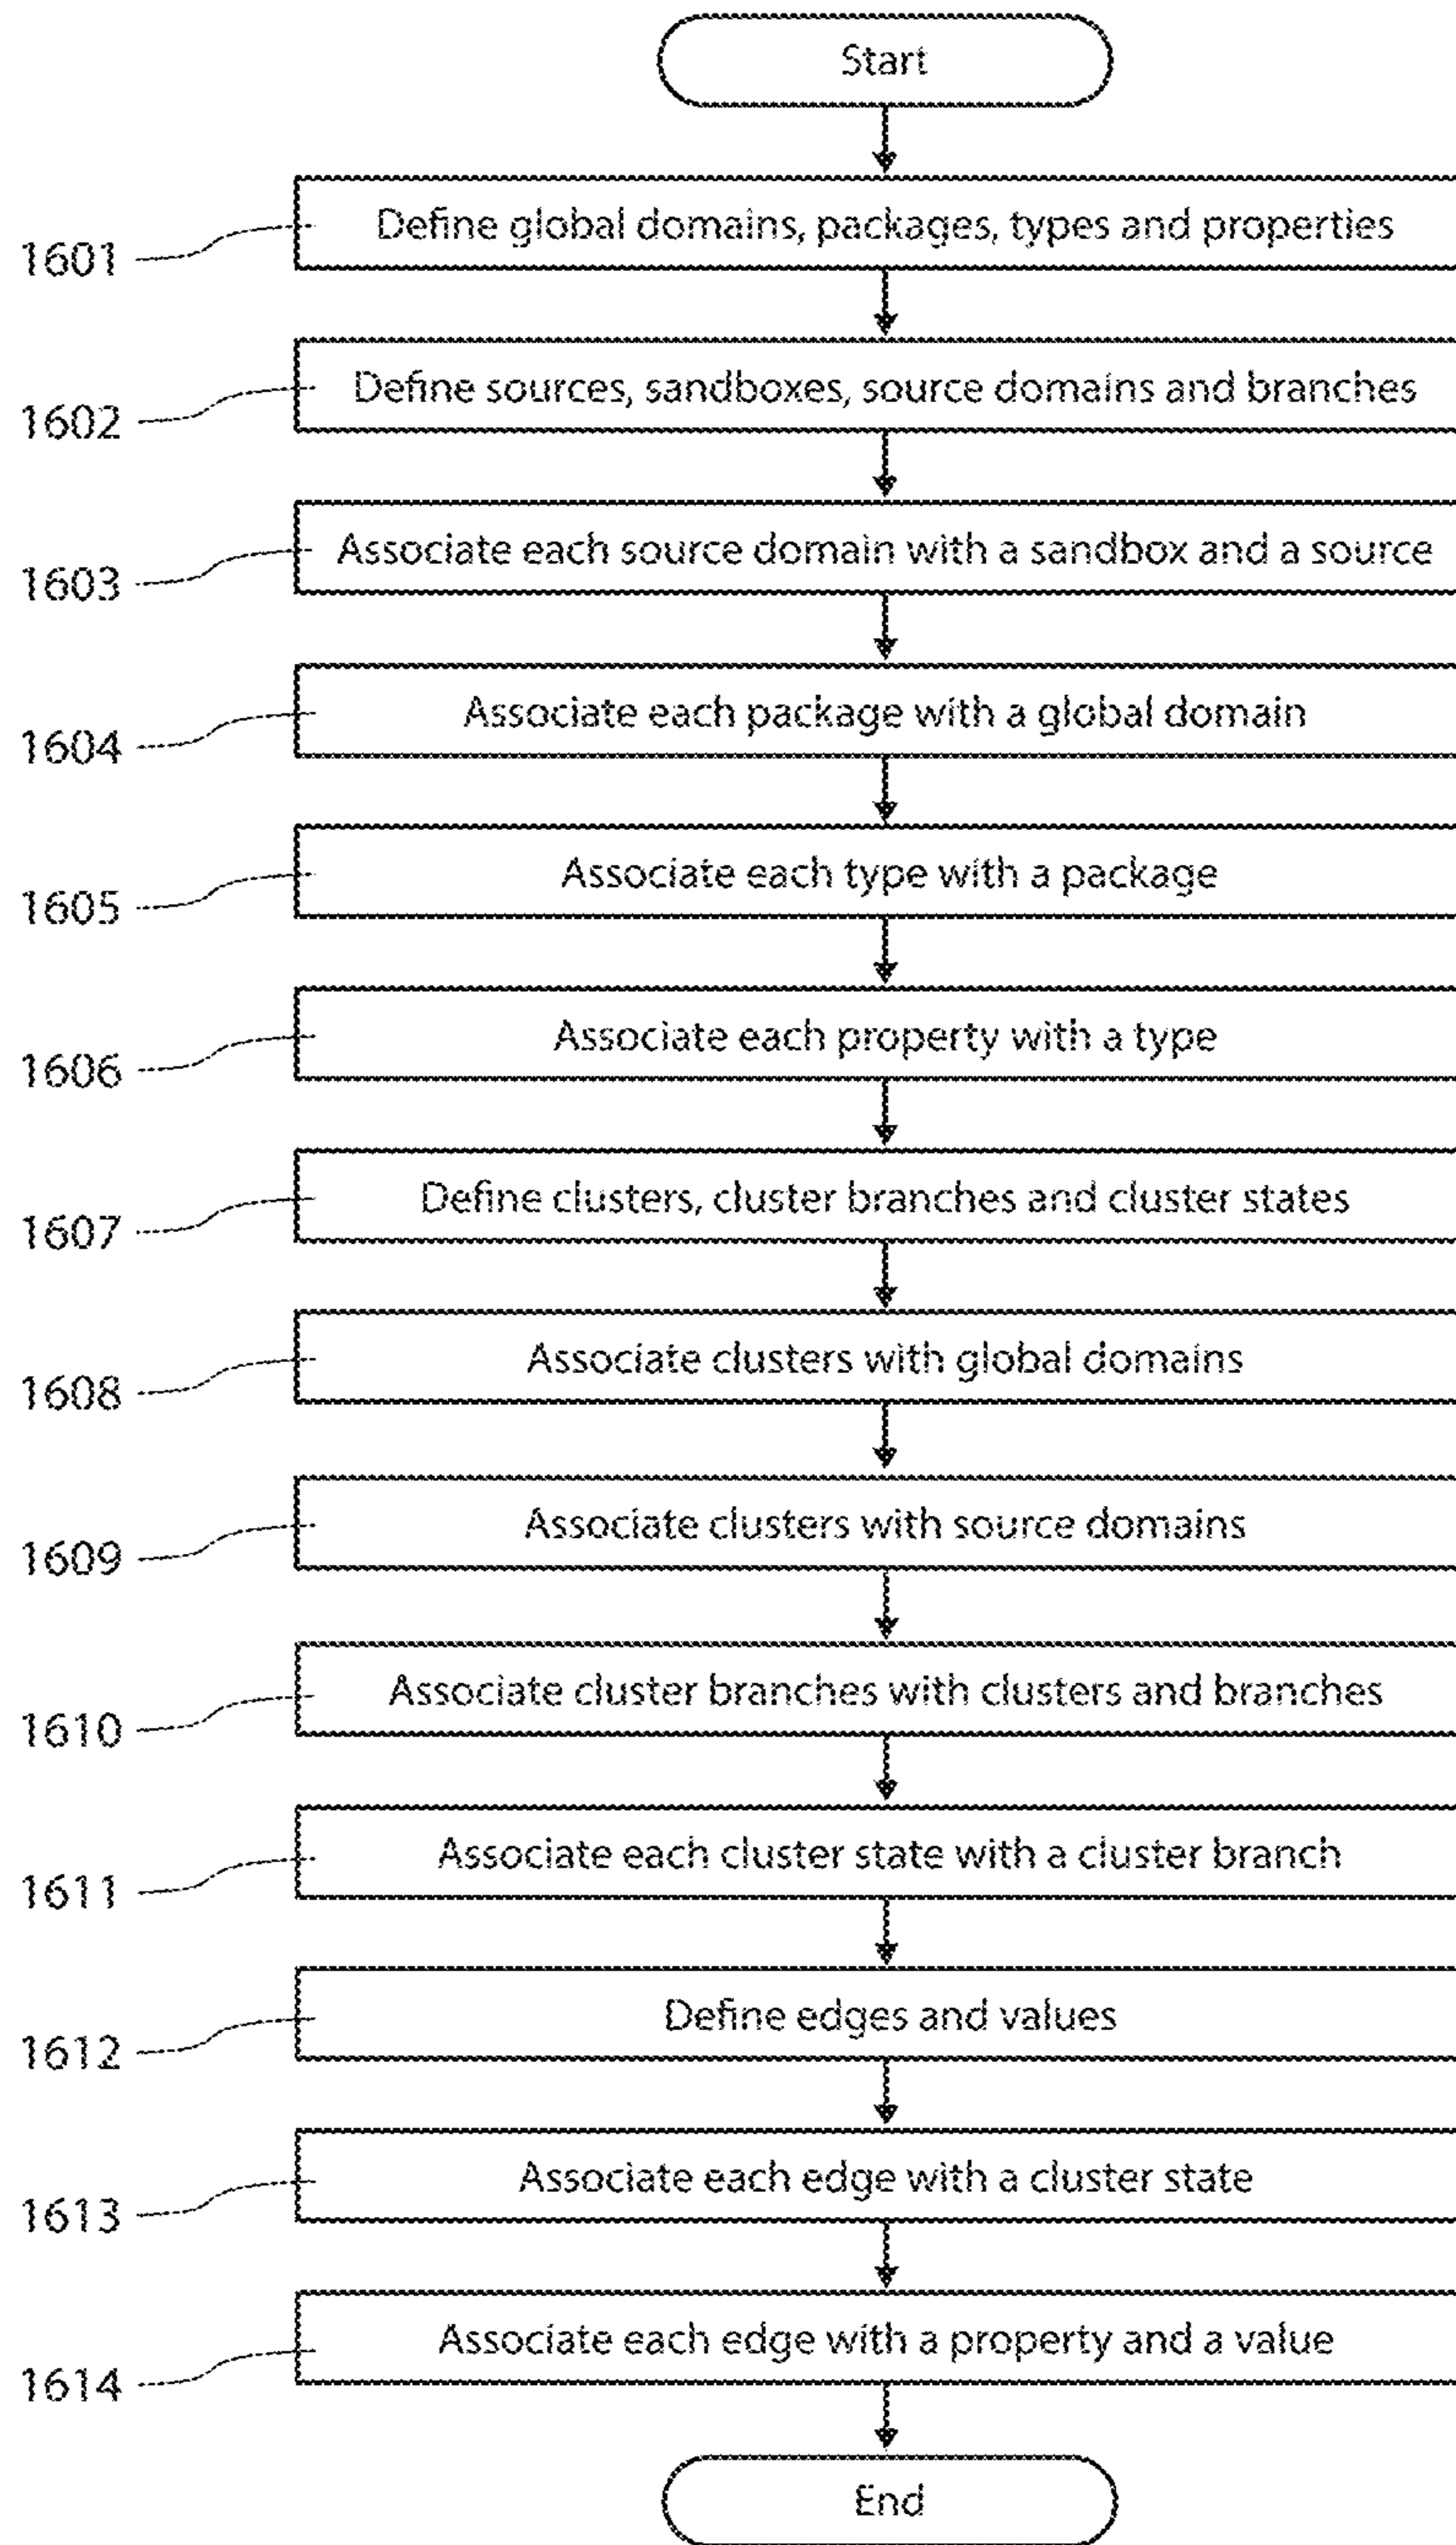 Start
Define global domains, packages, types and properties
1601
Define sources, sandboxes, source domains and branches
1602
Associate each source domain with a sandbox and a source
1603
Associate each package with a global domain
1604
Associate each type with a package
1605
Associate each property with a type
1606
Define clusters, cluster branches and cluster states
1607
Associate clusters with global domains
1608
Associate clusters with source domains
1609
Associate cluster branches with clusters and branches
1610
Associate each cluster state with a cluster branch
1611
Define edges and values
1612
Associate each edge with a cluster state
1613
Associate each edge with a property and a value
1614
End